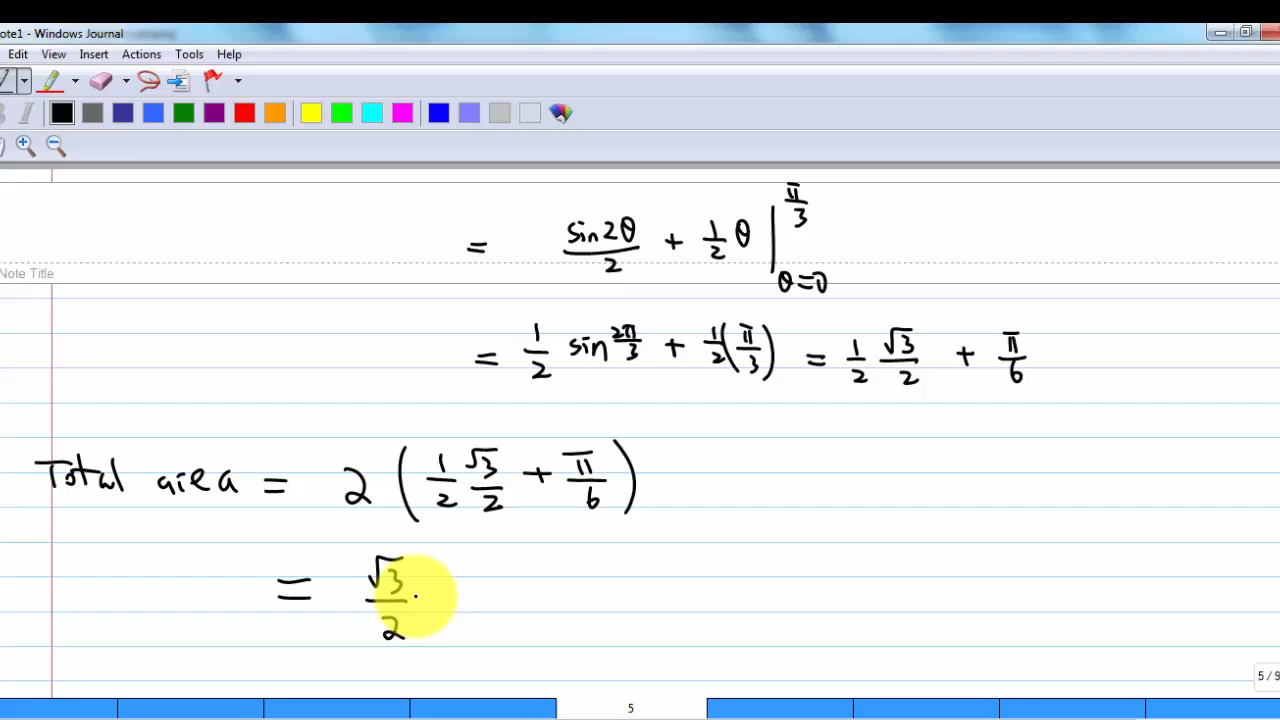 ote1 - Windows Journal
Edit View Insert Actions Tools Help
= sin2θ/2 + 1/2 θ | π/3 θ=0
Note Title
= 1/2 sin 2π/3 + 1/2 (π/3) = 1/2 √3/2 + π/6
Total area = 2 (1/2 √3/2 + π/6)
= √3/2
5 / 9
5